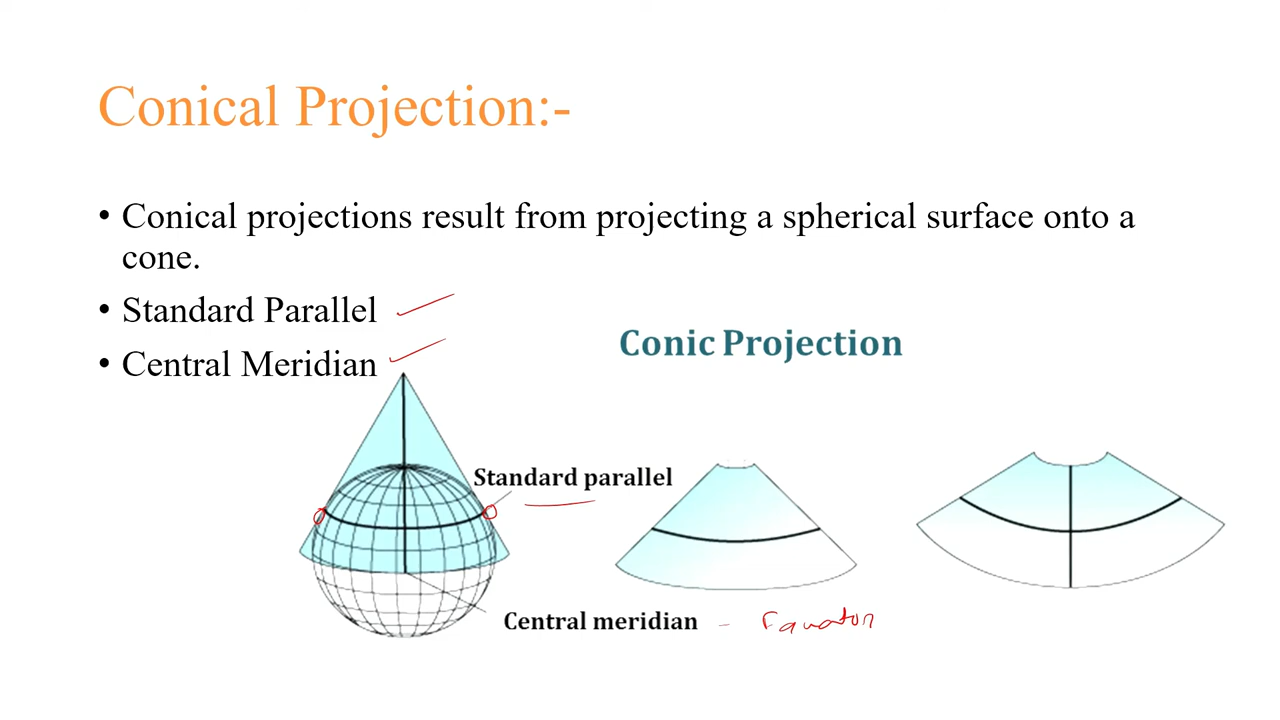 Conical Projection:-
• Conical projections result from projecting a spherical surface onto a
cone.
• Standard Parallel
• Central Meridian
Conic Projection
Standard parallel
Central meridian - Equator